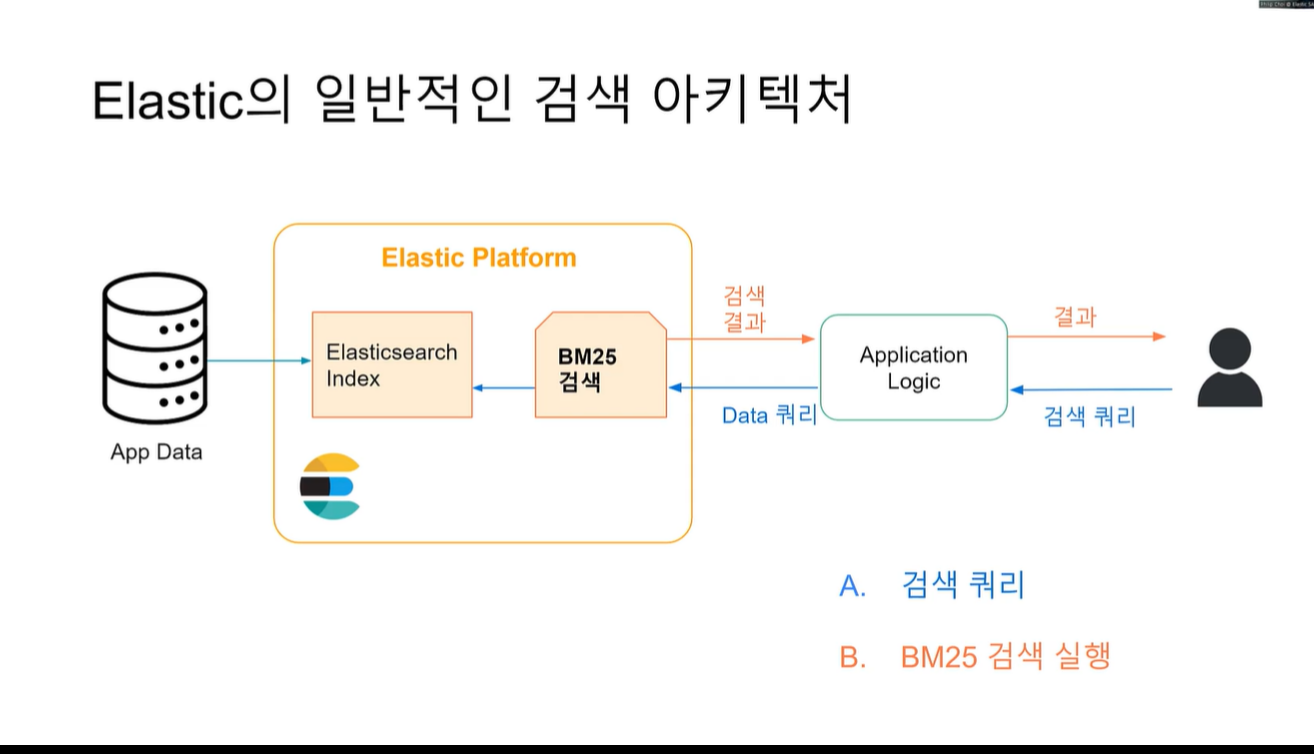 Elastic의 일반적인 검색 아키텍처
Elastic Platform
App Data
Elasticsearch
Index
BM25
검색
검색
결과
Data 쿼리
Application
Logic
결과
검색 쿼리
A. 검색 쿼리
B. BM25 검색 실행